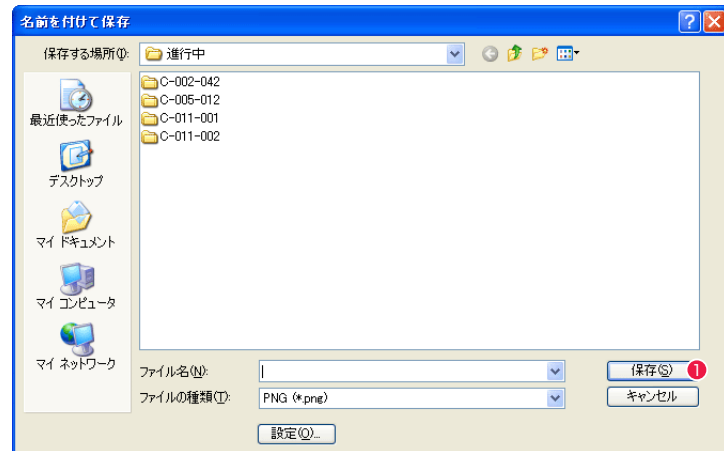 名前を付けて保存
保存する場所(I):
進行中
最近使ったファイル
デスクトップ
マイ ドキュメント
マイ コンピュータ
マイ ネットワーク
C-002-042
C-005-012
C-011-001
C-011-002
ファイル名(N):
保存(S)
1
ファイルの種類(T):
PNG (*.png)
キャンセル
設定(O)...